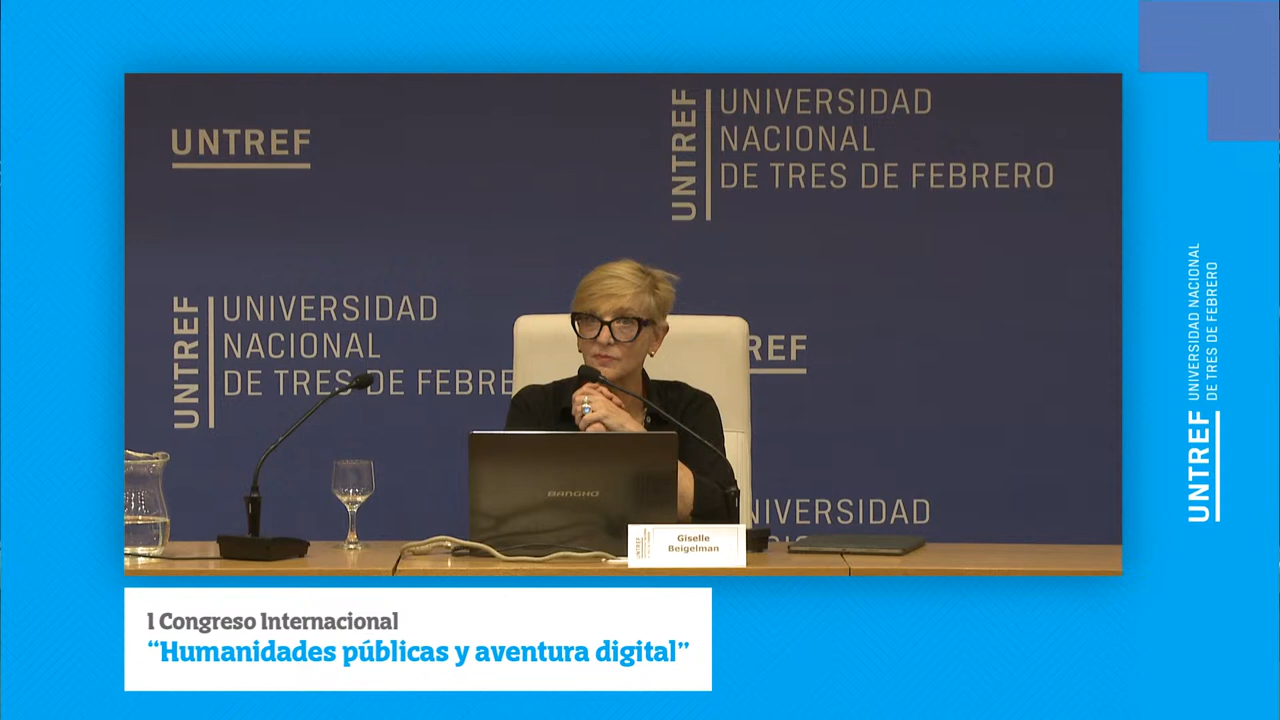 UNTREF
UNTREF
UNIVERSIDAD
NACIONAL
DE TRES DE FEBRERO
UNTREF
UNIVERSIDAD
NACIONAL
DE TRES DE FEBRE
REF
NIVERSIDAD
BANGHO
Giselle
Beigelman
UNTREF
UNIVERSIDAD NACIONAL
DE TRES DE FEBRERO
I Congreso Internacional
“Humanidades públicas y aventura digital”